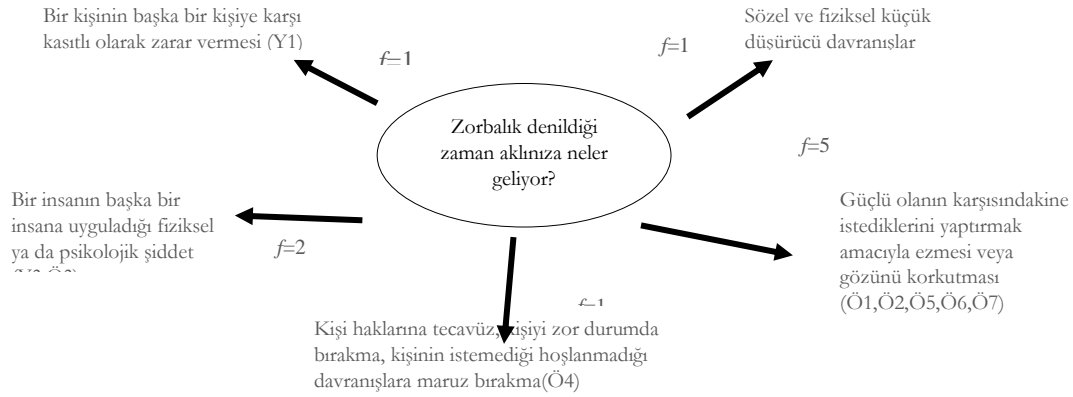 Bir kişinin başka bir kişiye karşı
kasıtlı olarak zarar vermesi (Y1)
f=1
Sözel ve fiziksel küçük
düşürücü davranışlar
f=1
Zorbalık denildiği
zaman aklınıza neler
geliyor?
f=5
Bir insanın başka bir
insana uyguladığı fiziksel
ya da psikolojik şiddet
f=2
Güçlü olanın karşısındakine
istediklerini yaptırmak
amacıyla ezmesi veya
gözünü korkutması
(Ö1,Ö2,Ö5,Ö6,Ö7)
f=1
Kişi haklarına tecavüz, kişiyi zor durumda
bırakma, kişinin istemediği hoşlanmadığı
davranışlara maruz bırakma(Ö4)